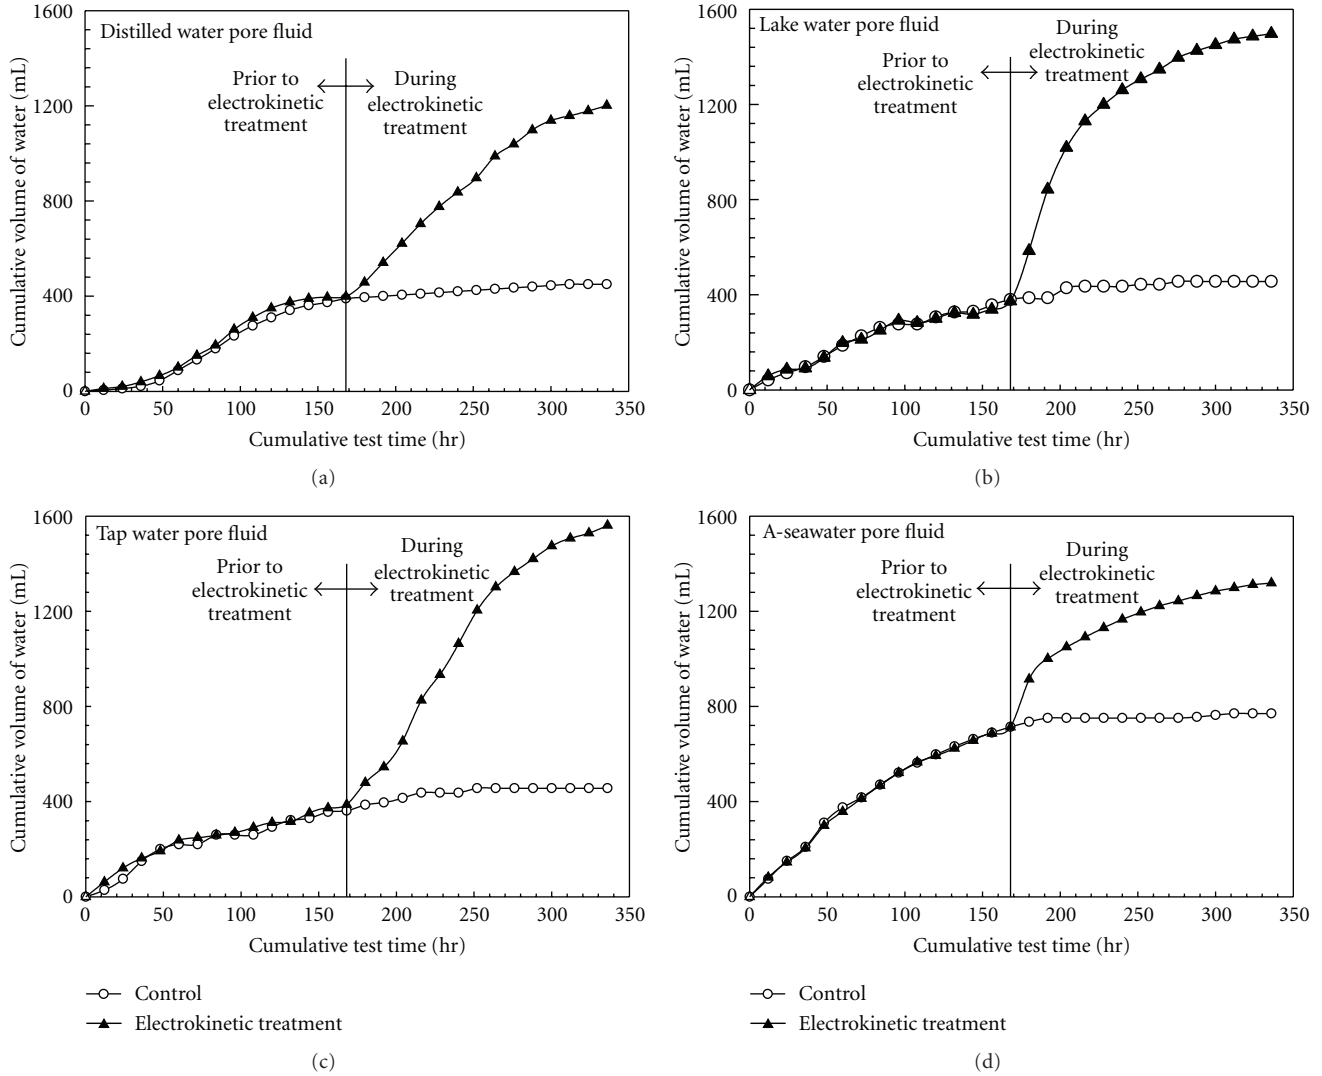 Distilled water pore fluid
Prior to
electrokinetic
treatment
During
electrokinetic
treatment
Cumulative volume of water (mL)
1600
1200
800
400
0
0 50 100 150 200 250 300 350
Cumulative test time (hr)
(a)
Lake water pore fluid
Prior to
electrokinetic
treatment
During
electrokinetic
treatment
Cumulative volume of water (mL)
1600
1200
800
400
0
0 50 100 150 200 250 300 350
Cumulative test time (hr)
(b)
Tap water pore fluid
Prior to
electrokinetic
treatment
During
electrokinetic
treatment
Cumulative volume of water (mL)
1600
1200
800
400
0
0 50 100 150 200 250 300 350
Cumulative test time (hr)
Control
Electrokinetic treatment
(c)
A-seawater pore fluid
Prior to
electrokinetic
treatment
During
electrokinetic
treatment
Cumulative volume of water (mL)
1600
1200
800
400
0
0 50 100 150 200 250 300 350
Cumulative test time (hr)
Control
Electrokinetic treatment
(d)